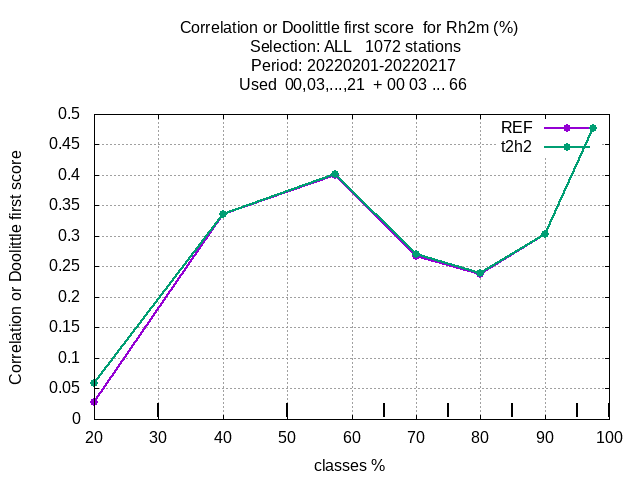 Correlation or Doolittle first score  for Rh2m (%)
Selection: ALL   1072 stations
Period: 20220201-20220217
Used  00,03,...,21  + 00 03 ... 66
Correlation or Doolittle first score
0.5
0.45
0.4
0.35
0.3
0.25
0.2
0.15
0.1
0.05
0
REF
t2h2
20 30 40 50 60 70 80 90 100
classes %